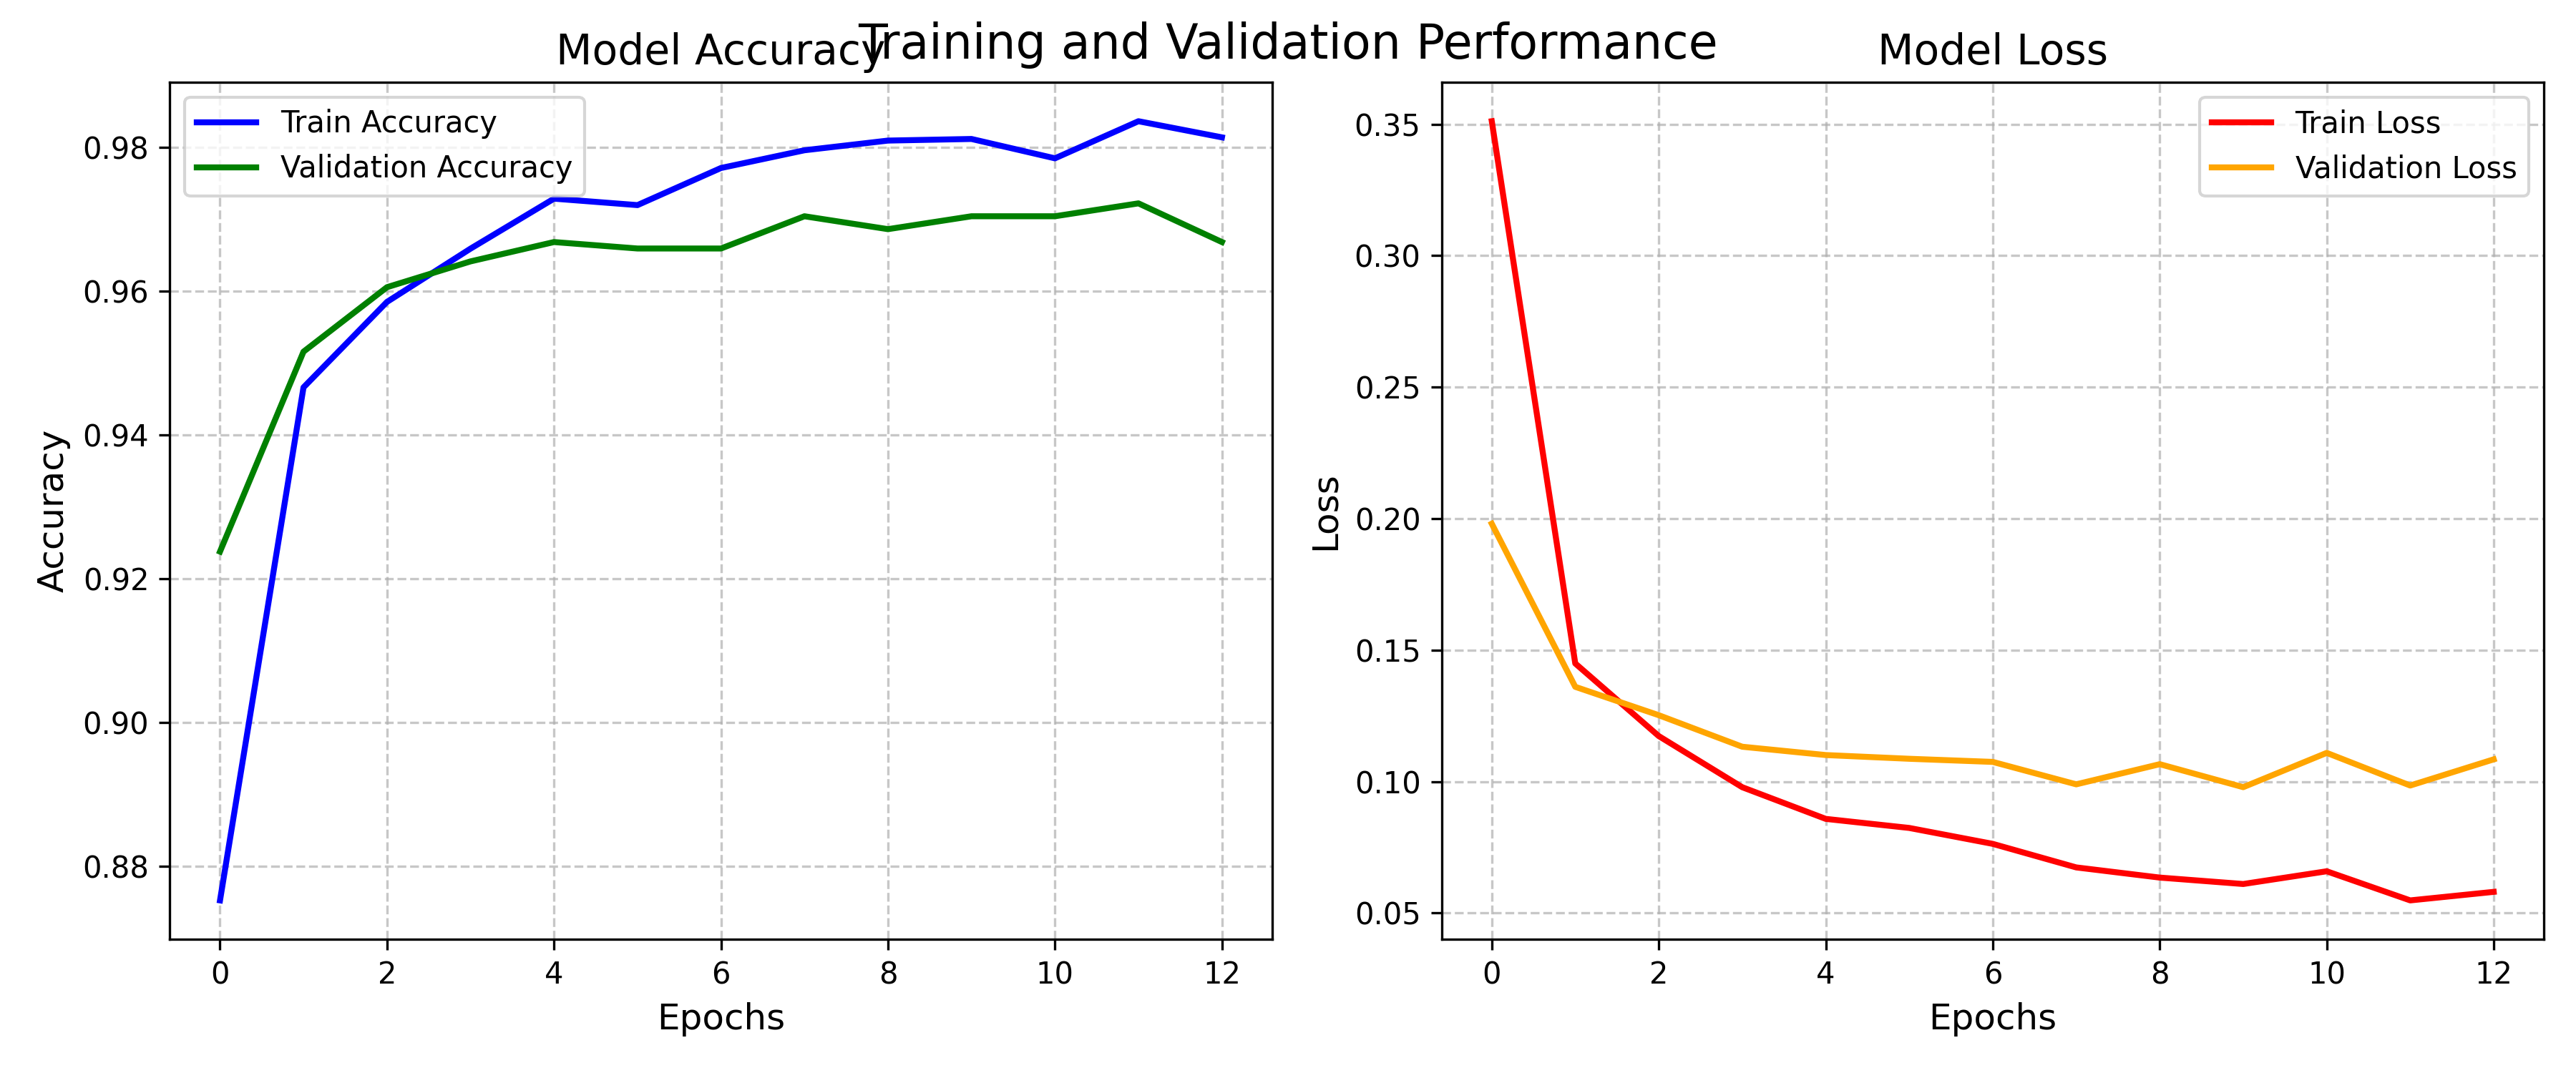 Training and Validation Performance
Model Accuracy
Train Accuracy
Validation Accuracy
0.98
0.96
0.94
0.92
0.90
0.88
Accuracy
0 2 4 6 8 10 12
Epochs
Model Loss
Train Loss
Validation Loss
0.35
0.30
0.25
0.20
0.15
0.10
0.05
Loss
0 2 4 6 8 10 12
Epochs